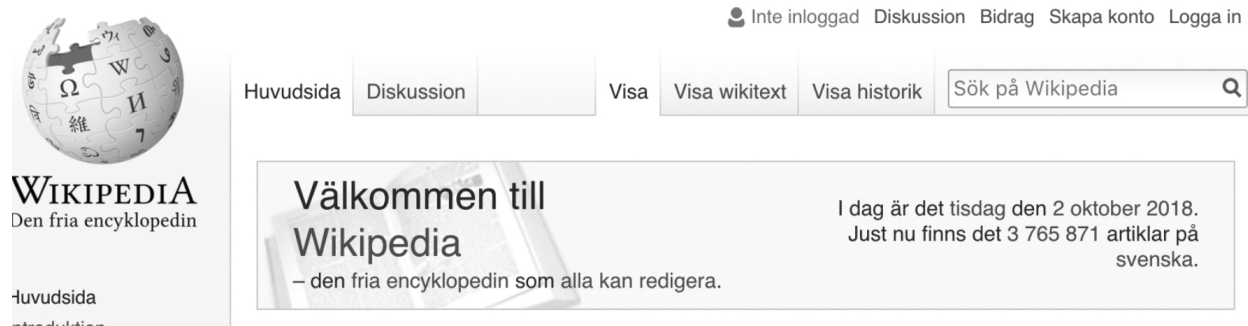 Inte inloggad Diskussion Bidrag Skapa konto Logga in
Huvudsida Diskussion Visa Visa wikitext Visa historik Sök på Wikipedia
WIKIPEDIA
Den fria encyklopedin
Välkommen till
Wikipedia
– den fria encyklopedin som alla kan redigera.
I dag är det tisdag den 2 oktober 2018.
Just nu finns det 3 765 871 artiklar på
svenska.
Huvudsida